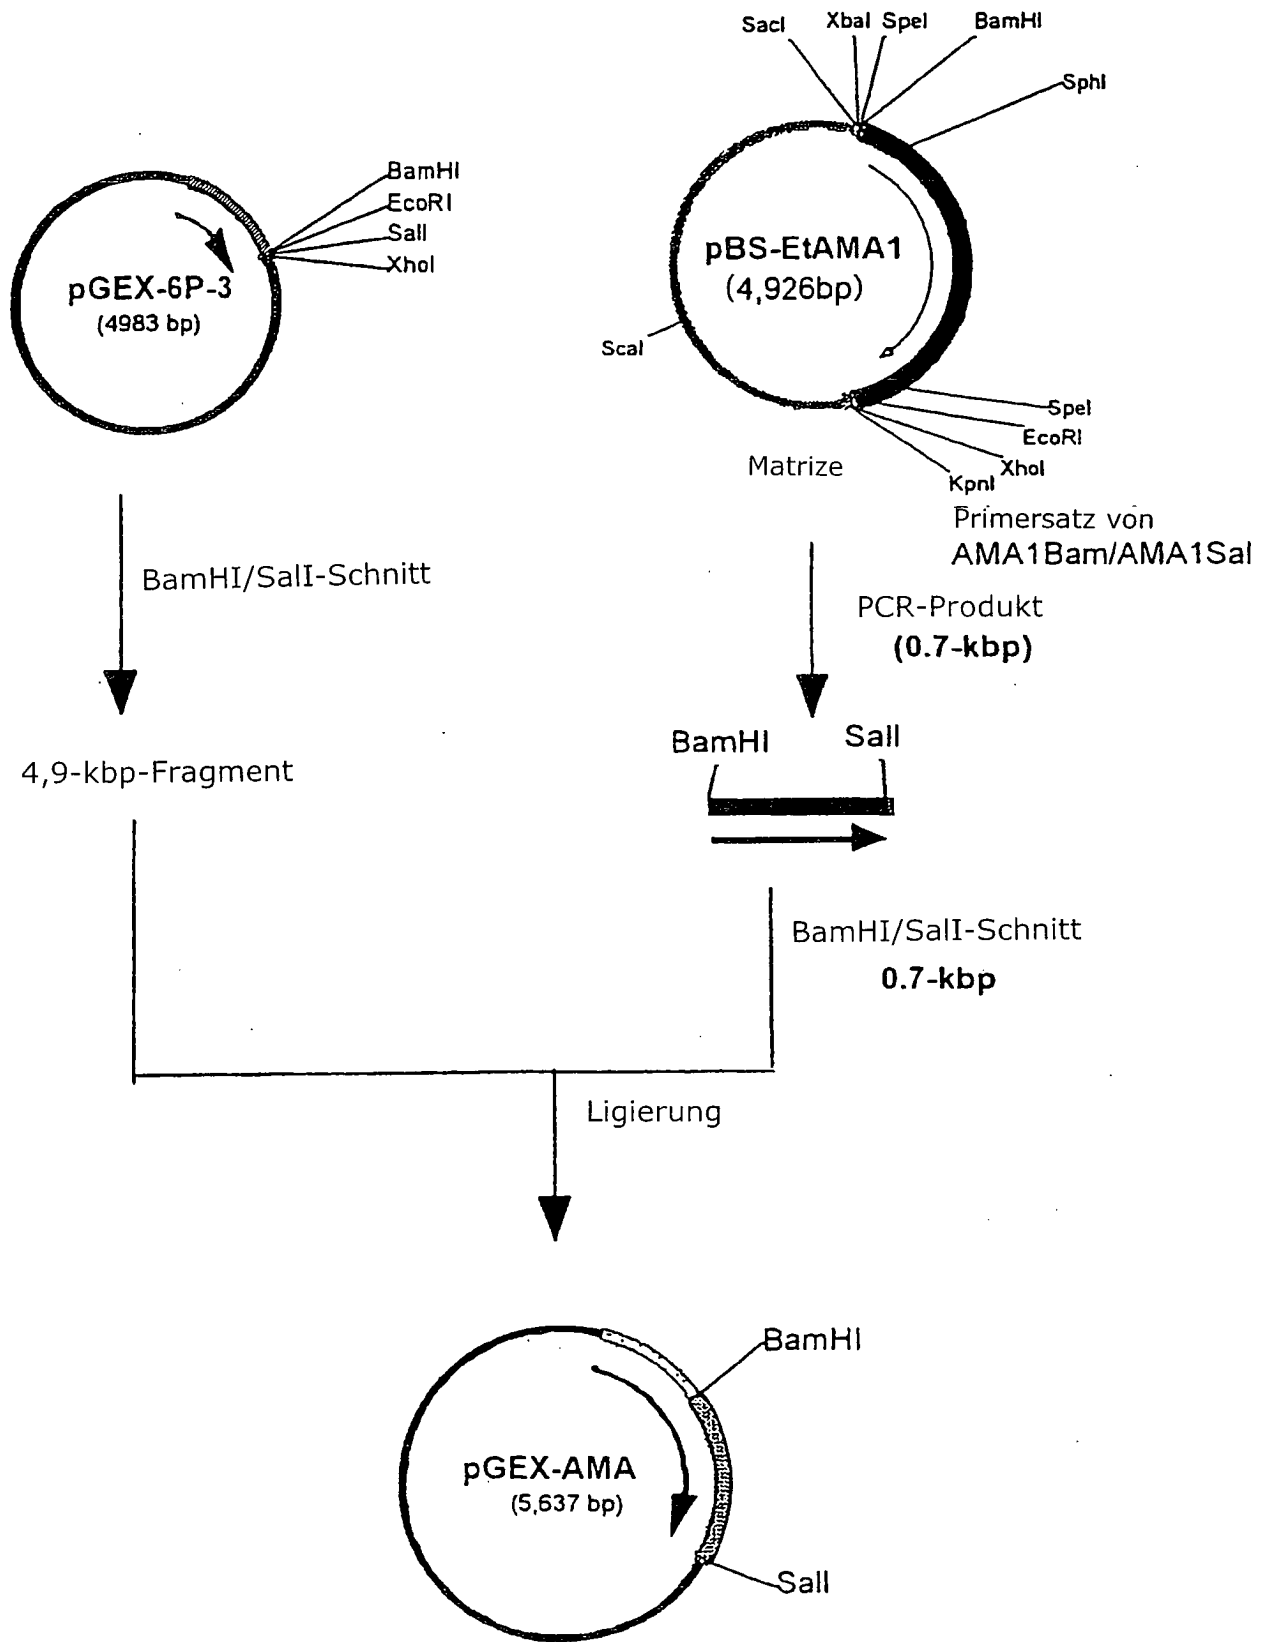 SacI
XbaI
SpeI
BamHI
SphI
BamHI
EcoRI
SalI
XhoI
pGEX-6P-3
(4983 bp)
pBS-EtAMA1
(4,926bp)
ScaI
SpeI
EcoRI
XhoI
KpnI
Matrize
Primersatz von
AMA1Bam/AMA1Sal
BamHI/SalI-Schnitt
PCR-Produkt
(0.7-kbp)
BamHI
SalI
4,9-kbp-Fragment
BamHI/SalI-Schnitt
0.7-kbp
Ligierung
BamHI
pGEX-AMA
(5,637 bp)
SalI